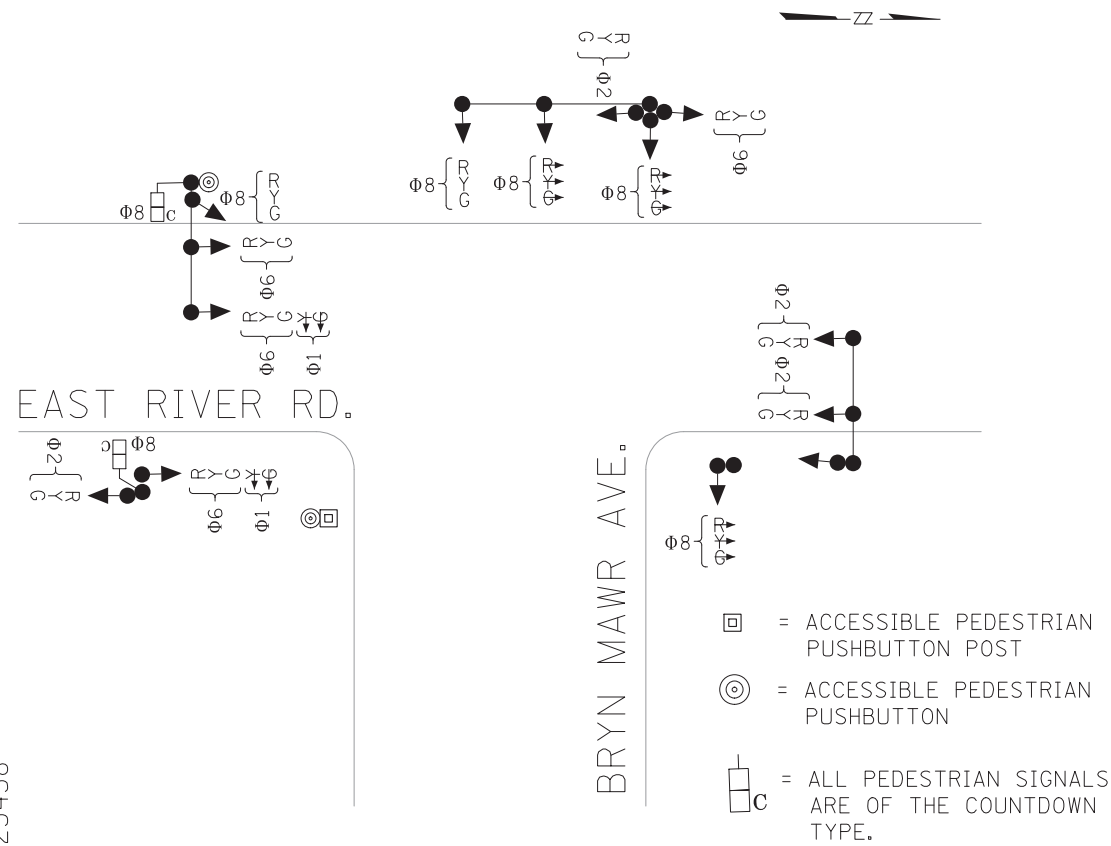 N
R Y G
Φ2
R Y G
Φ6
Φ8 R Y G
Φ8 R Y G
Φ8 R Y G
Φ8 C
Φ8 R Y G
R Y G
Φ6
R Y G Y G
Φ6 Φ1
Φ2
R Y G
Φ2
R Y G
EAST RIVER RD.
Φ2
R Y G
C Φ8
R Y G Y G
Φ6 Φ1
BRYN MAWR AVE.
Φ8 R Y G
= ACCESSIBLE PEDESTRIAN
PUSHBUTTON POST
= ACCESSIBLE PEDESTRIAN
PUSHBUTTON
C = ALL PEDESTRIAN SIGNALS
ARE OF THE COUNTDOWN
TYPE.